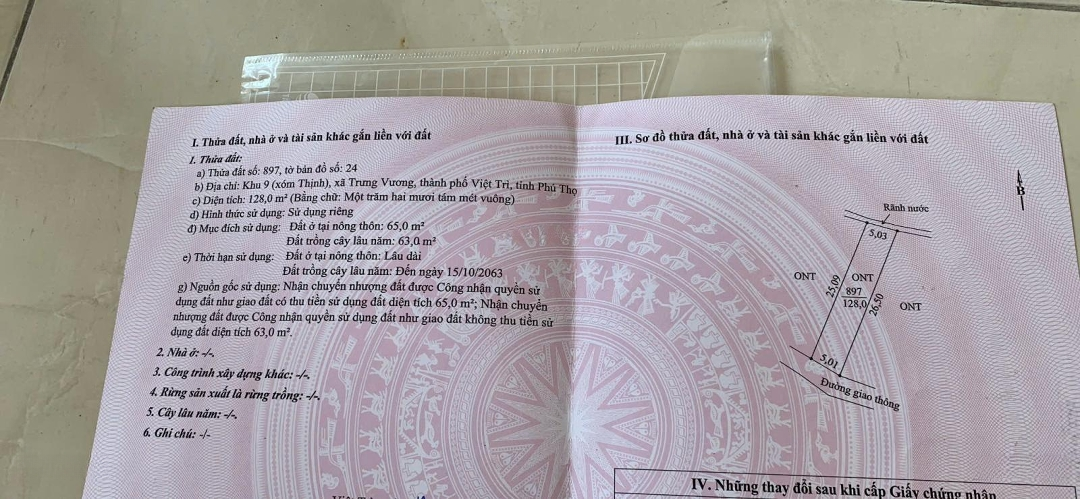 I. Thửa đất, nhà ở và tài sản khác gắn liền với đất
1. Thửa đất:
a) Thửa đất số: 897, tờ bản đồ số: 24
b) Địa chỉ: Khu 9 (xóm Thịnh), xã Trưng Vương, thành phố Việt Trì, tỉnh Phú Thọ
c) Diện tích: 128,0 m² (Bằng chữ: Một trăm hai mươi tám mét vuông)
d) Hình thức sử dụng: Sử dụng riêng
đ) Mục đích sử dụng: Đất ở tại nông thôn: 65,0 m²
Đất trồng cây lâu năm: 63,0 m²
e) Thời hạn sử dụng: Đất ở tại nông thôn: Lâu dài
Đất trồng cây lâu năm: Đến ngày 15/10/2063
g) Nguồn gốc sử dụng: Nhận chuyển nhượng đất được Công nhận quyền sử
dụng đất như giao đất có thu tiền sử dụng đất diện tích 65,0 m²; Nhận chuyển
nhượng đất được Công nhận quyền sử dụng đất như giao đất không thu tiền sử
dụng đất diện tích 63,0 m².
2. Nhà ở: -/-.
3. Công trình xây dựng khác: -/-.
4. Rừng sản xuất là rừng trồng: -/-.
5. Cây lâu năm: -/-.
6. Ghi chú: -/-
III. Sơ đồ thửa đất, nhà ở và tài sản khác gắn liền với đất
B
Rãnh nước
5,03
ONT
25,09
ONT
897
128,0
26,50
ONT
5,01
Đường giao thông
IV. Những thay đổi sau khi cấp Giấy chứng nhận